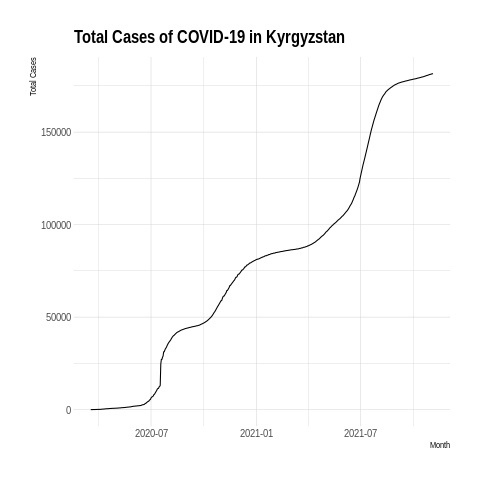 Total Cases of COVID-19 in Kyrgyzstan
Total Cases
150000
100000
50000
0
2020-07 2021-01 2021-07
Month